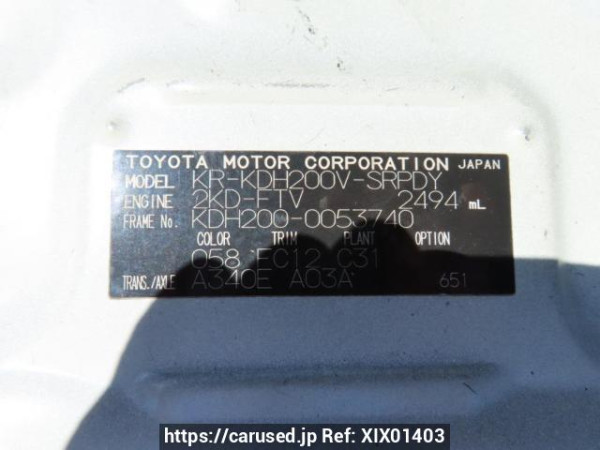 TOYOTA MOTOR CORPORATION JAPAN
MODEL KR-KDH200V-SRPDY
ENGINE 2KD-FTV 2494 mL
FRAME No. KDH200-0053740
COLOR TRIM PLANT OPTION
058 FC12 C31
TRANS./AXLE A340E A03A 651
https://carused.jp Ref: XIX01403